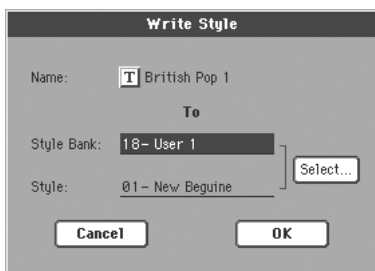 Write Style
Name: T British Pop 1
To
Style Bank: 18- User 1
Select...
Style: 01- New Beguine
Cancel OK